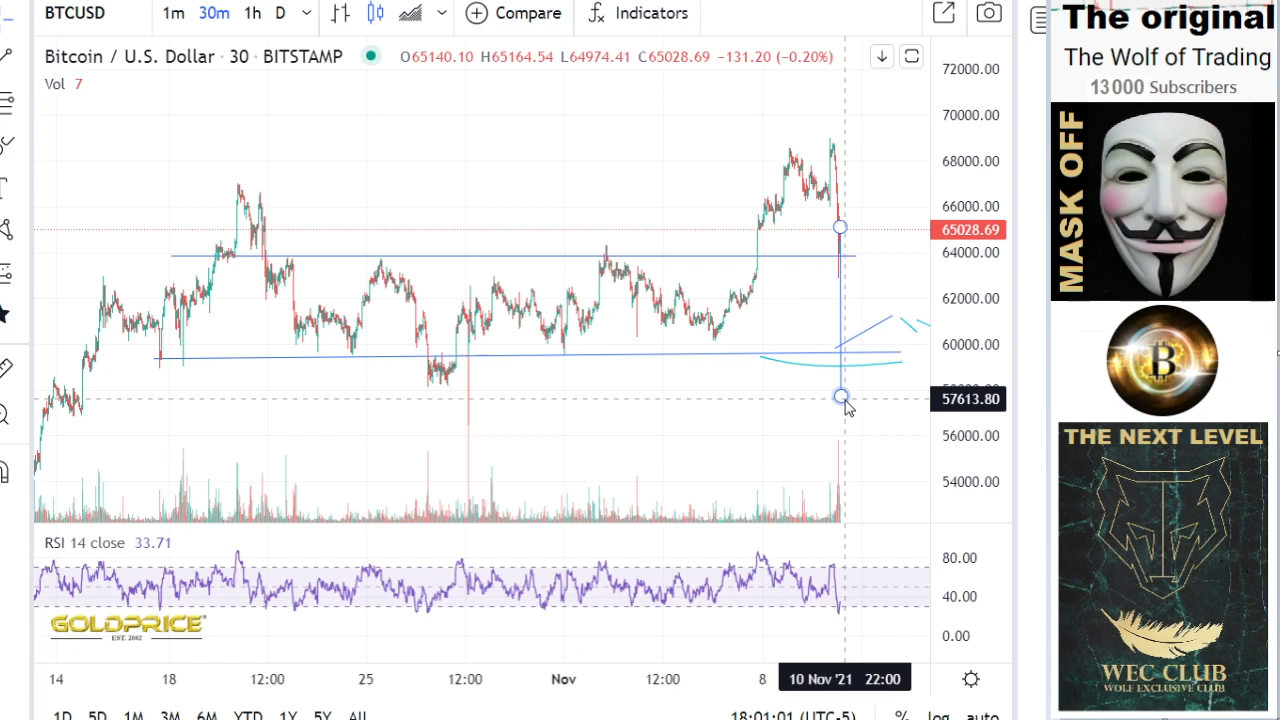 BTCUSD
1m 30m 1h D
Compare
Indicators
Bitcoin / U.S. Dollar · 30 · BITSTAMP
O65140.10 H65164.54 L64974.41 C65028.69 −131.20 (−0.20%)
Vol 7
72000.00
70000.00
68000.00
66000.00
65028.69
64000.00
62000.00
60000.00
57613.80
56000.00
54000.00
RSI 14 close 33.71
80.00
40.00
0.00
GOLDPRICE
EST. 2002
14 18 12:00 25 12:00 Nov 12:00 8 10 Nov '21 22:00
1D 5D 1M 3M 6M YTD 1Y 5Y
18:01:01 (UTC-5) % log auto
The original
The Wolf of Trading
13000 Subscribers
MASK OFF
B
THE NEXT LEVEL
WEC CLUB
WOLF EXCLUSIVE CLUB